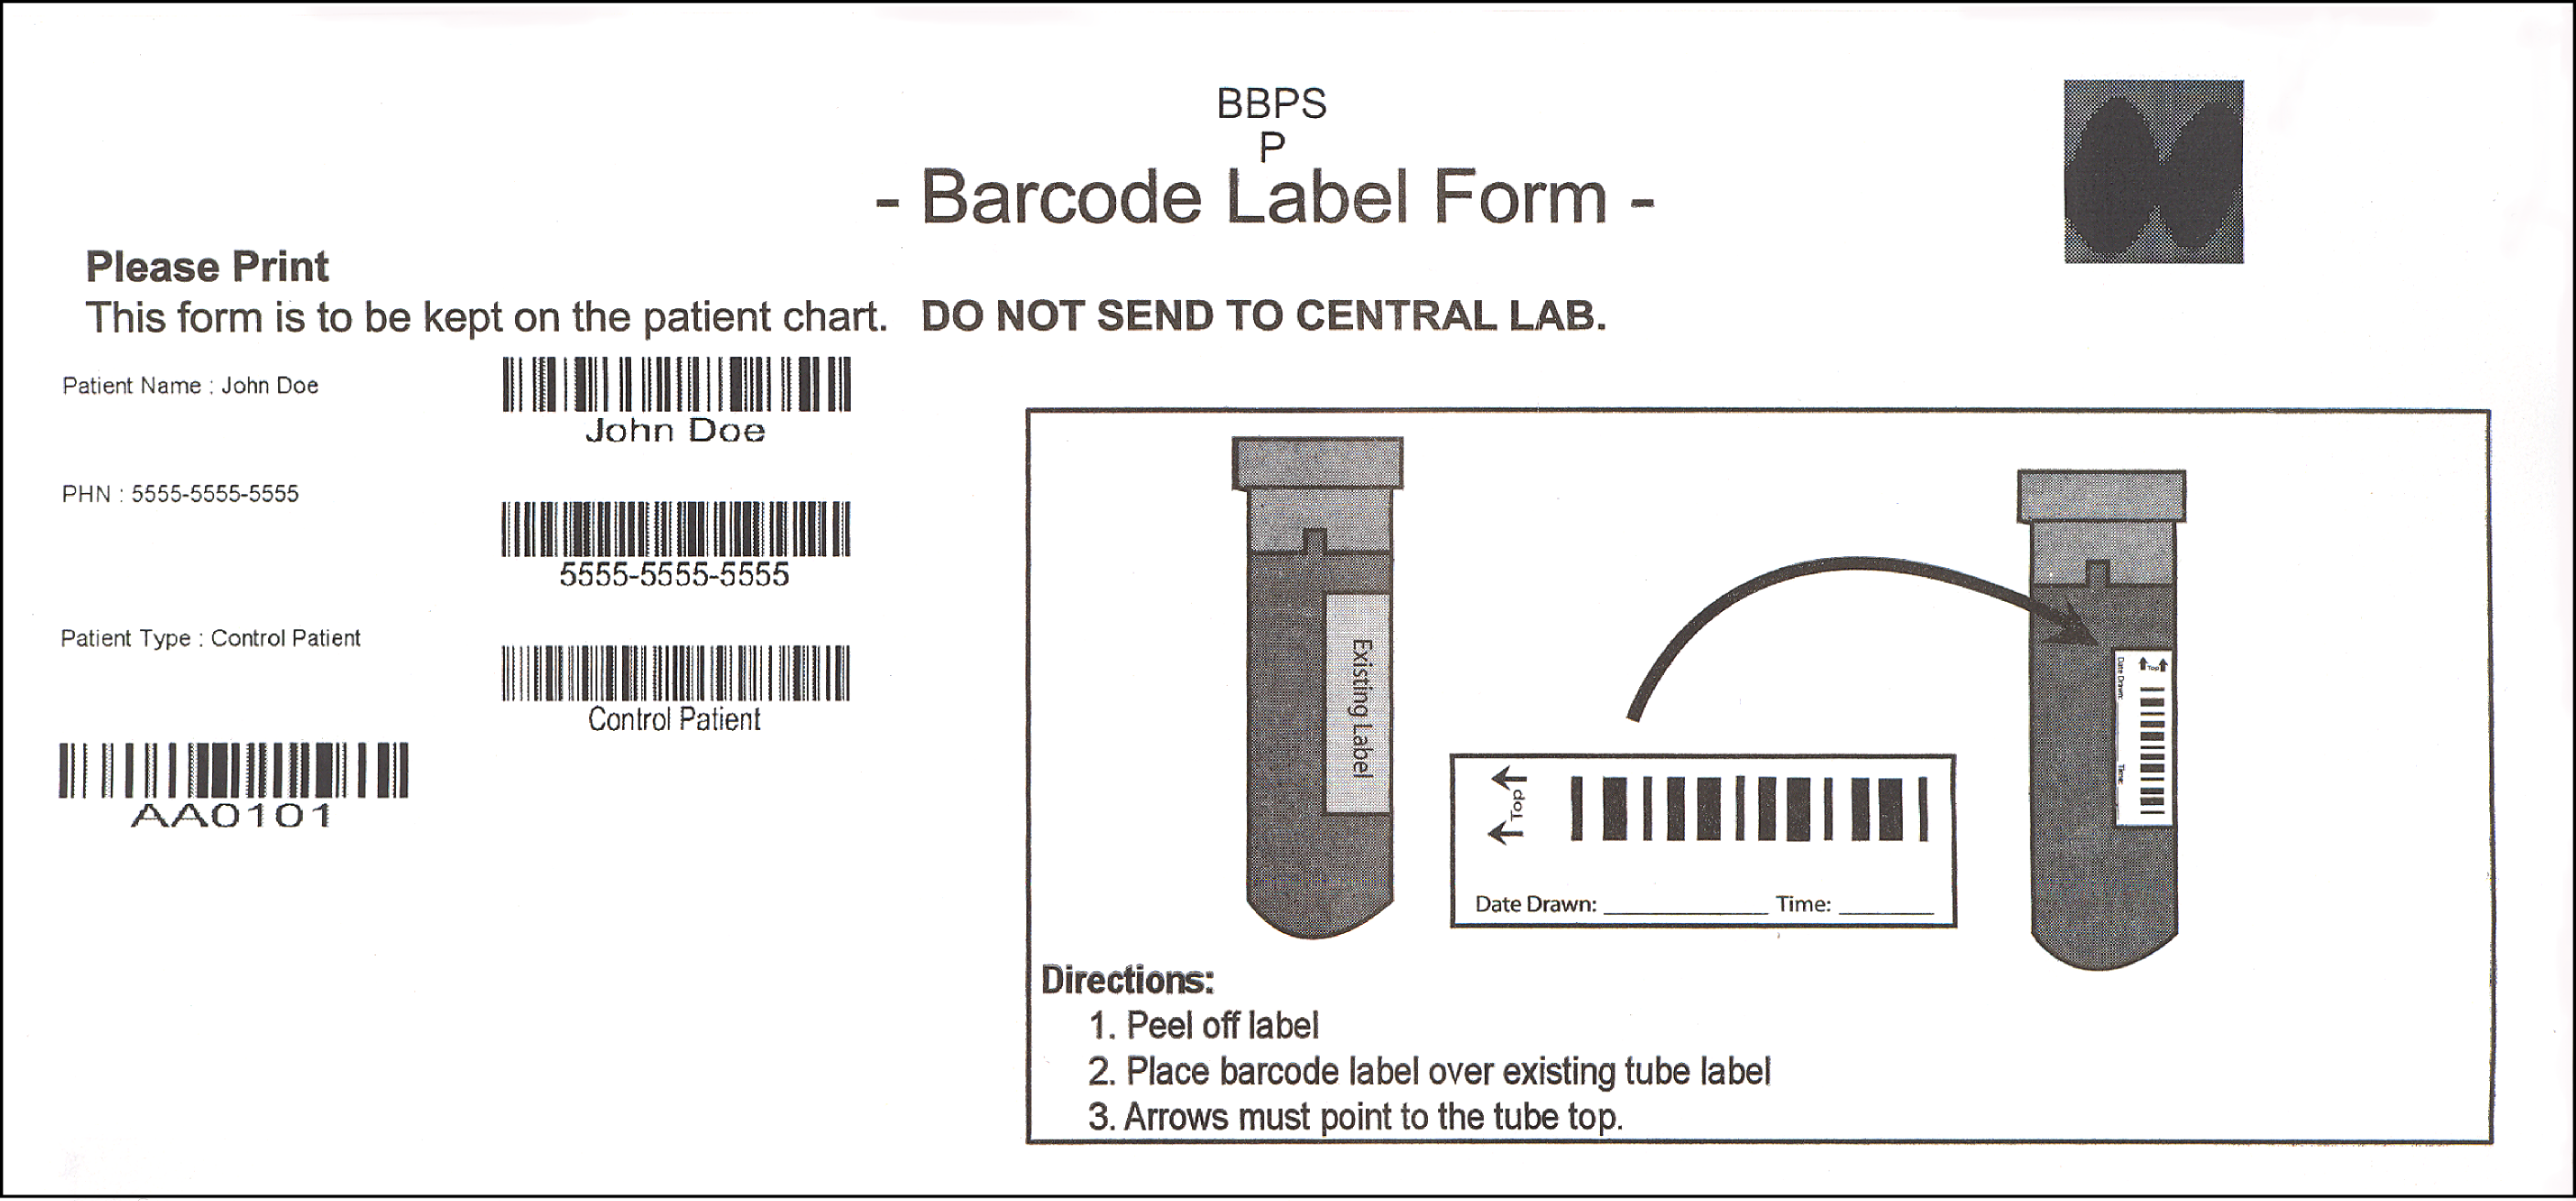 BBPS
P
- Barcode Label Form -
Please Print
This form is to be kept on the patient chart. DO NOT SEND TO CENTRAL LAB.
Patient Name : John Doe
John Doe
PHN : 5555-5555-5555
5555-5555-5555
Patient Type : Control Patient
Control Patient
AA0101
Existing Label
Top
Date Drawn: ____________ Time: _______
Top
Date Drawn:
Time:
Directions:
1. Peel off label
2. Place barcode label over existing tube label
3. Arrows must point to the tube top.